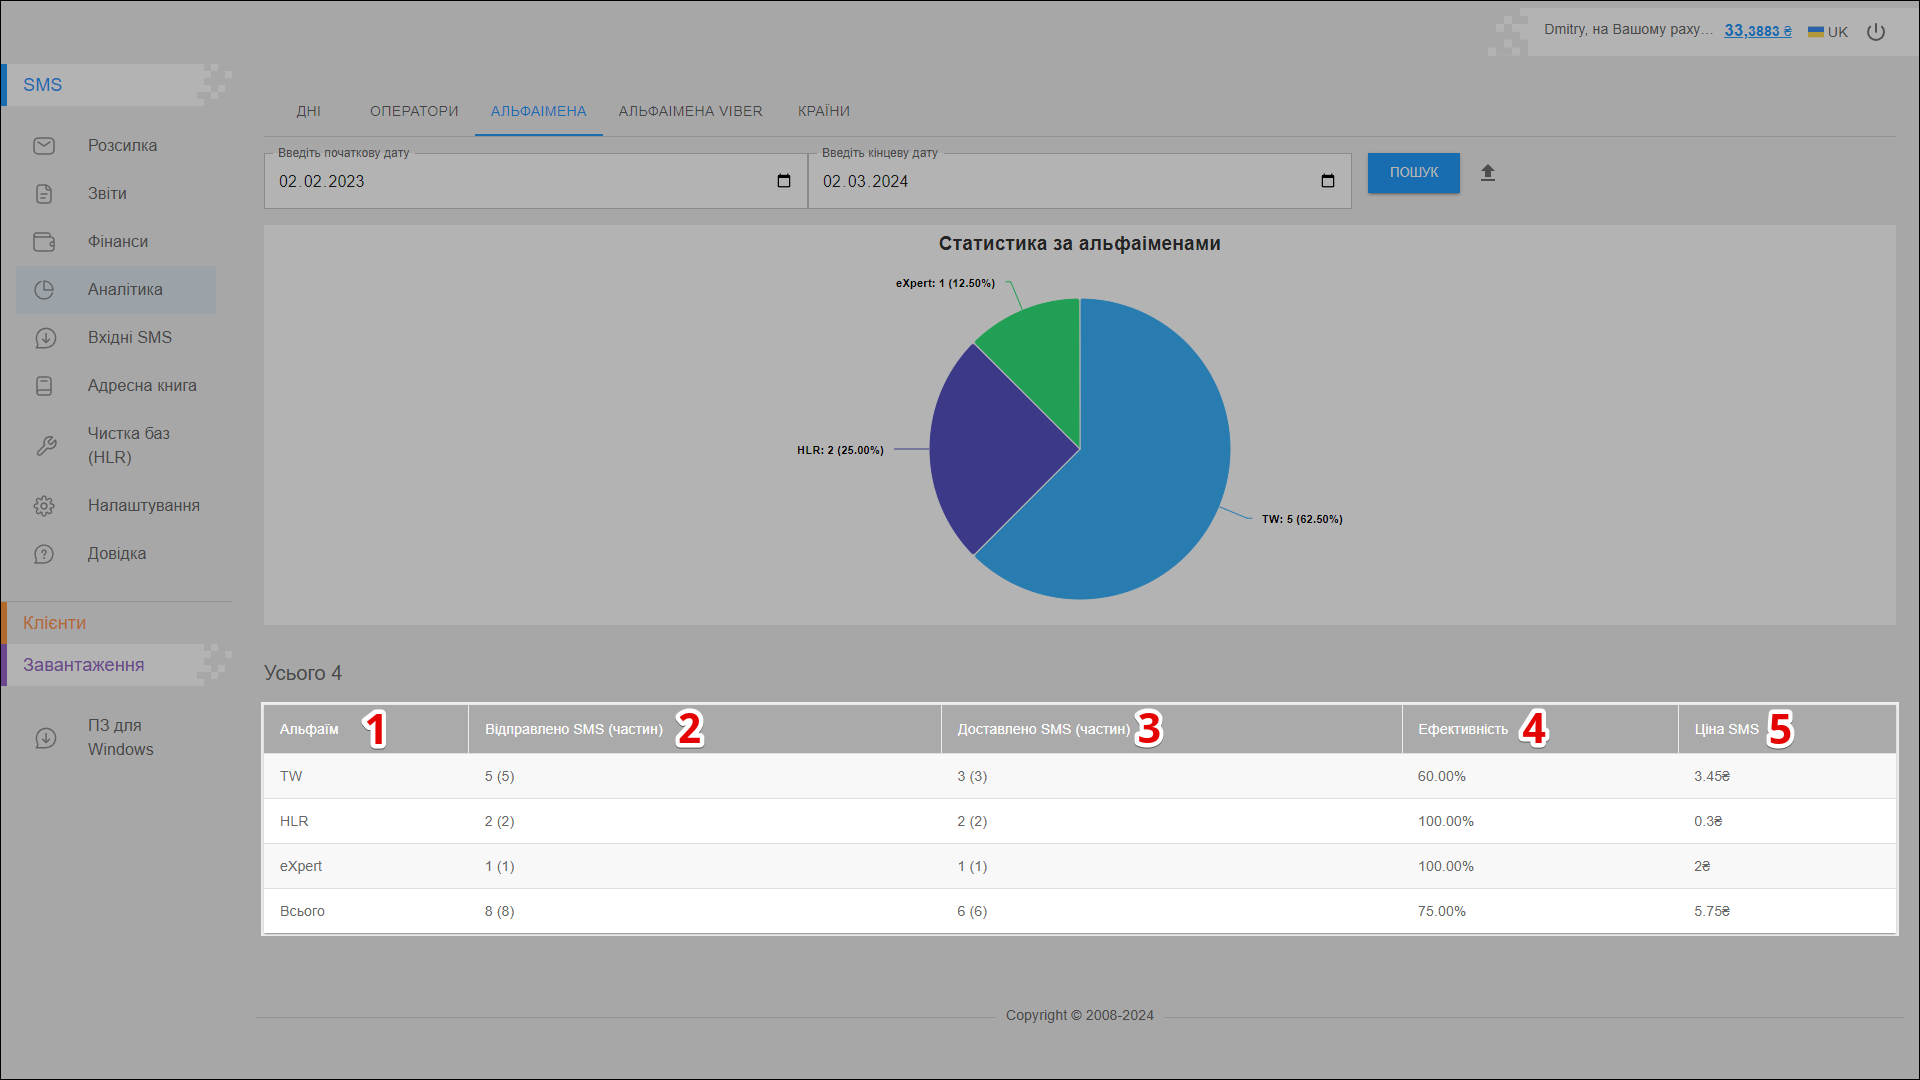 Dmitry, на Вашому раху... 33,3883 ₴ UK
SMS
Розсилка
Звіти
Фінанси
Аналітика
Вхідні SMS
Адресна книга
Чистка баз
(HLR)
Налаштування
Довідка
Клієнти
Завантаження
ПЗ для
Windows
ДНІ ОПЕРАТОРИ АЛЬФАІМЕНА АЛЬФАІМЕНА VIBER КРАЇНИ
Введіть початкову дату Введіть кінцеву дату
02.02.2023 02.03.2024 ПОШУК
Статистика за альфаіменами
eXpert: 1 (12.50%)
HLR: 2 (25.00%)
TW: 5 (62.50%)
Усього 4
Альфаім 1 Відправлено SMS (частин) 2 Доставлено SMS (частин) 3 Ефективність 4 Ціна SMS 5
TW 5 (5) 3 (3) 60.00% 3.45₴
HLR 2 (2) 2 (2) 100.00% 0.3₴
eXpert 1 (1) 1 (1) 100.00% 2₴
Всього 8 (8) 6 (6) 75.00% 5.75₴
Copyright © 2008-2024